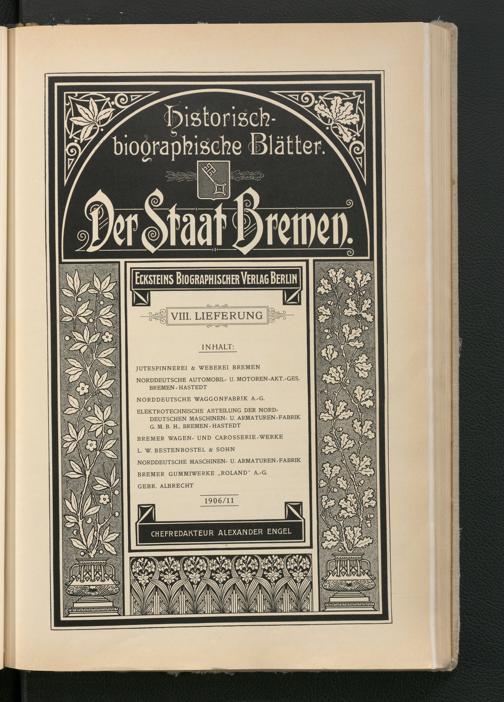 Historisch-
biographische Blätter.
Der Staat Bremen.
ECKSTEINS BIOGRAPHISCHER VERLAG BERLIN
VIII. LIEFERUNG
INHALT:
JUTESPINNEREI & WEBEREI BREMEN
NORDDEUTSCHE AUTOMOBIL- U. MOTOREN-AKT.-GES.
BREMEN-HASTEDT
NORDDEUTSCHE WAGGONFABRIK A.-G.
ELEKTROTECHNISCHE ABTEILUNG DER NORD-
DEUTSCHEN MASCHINEN- U. ARMATUREN-FABRIK
G. M. B. H., BREMEN-HASTEDT
BREMER WAGEN- UND CAROSSERIE-WERKE
L. W. BESTENBOSTEL & SOHN
NORDDEUTSCHE MASCHINEN- U. ARMATUREN-FABRIK
BREMER GUMMIWERKE „ROLAND" A.-G.
GEBR. ALBRECHT
1906/11
CHEFREDAKTEUR ALEXANDER ENGEL